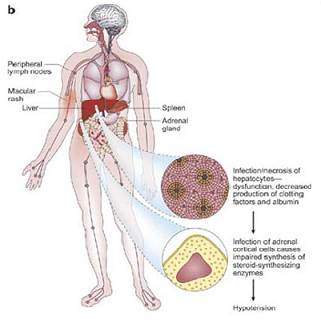 b
Peripheral
lymph nodes
Macular
rash
Liver
Spleen
Adrenal
gland
Infection/necrosis of
hepatocytes—
dysfunction, decreased
production of clotting
factors and albumin
Infection of adrenal
cortical cells causes
impaired synthesis of
steroid-synthesizing
enzymes
Hypotension